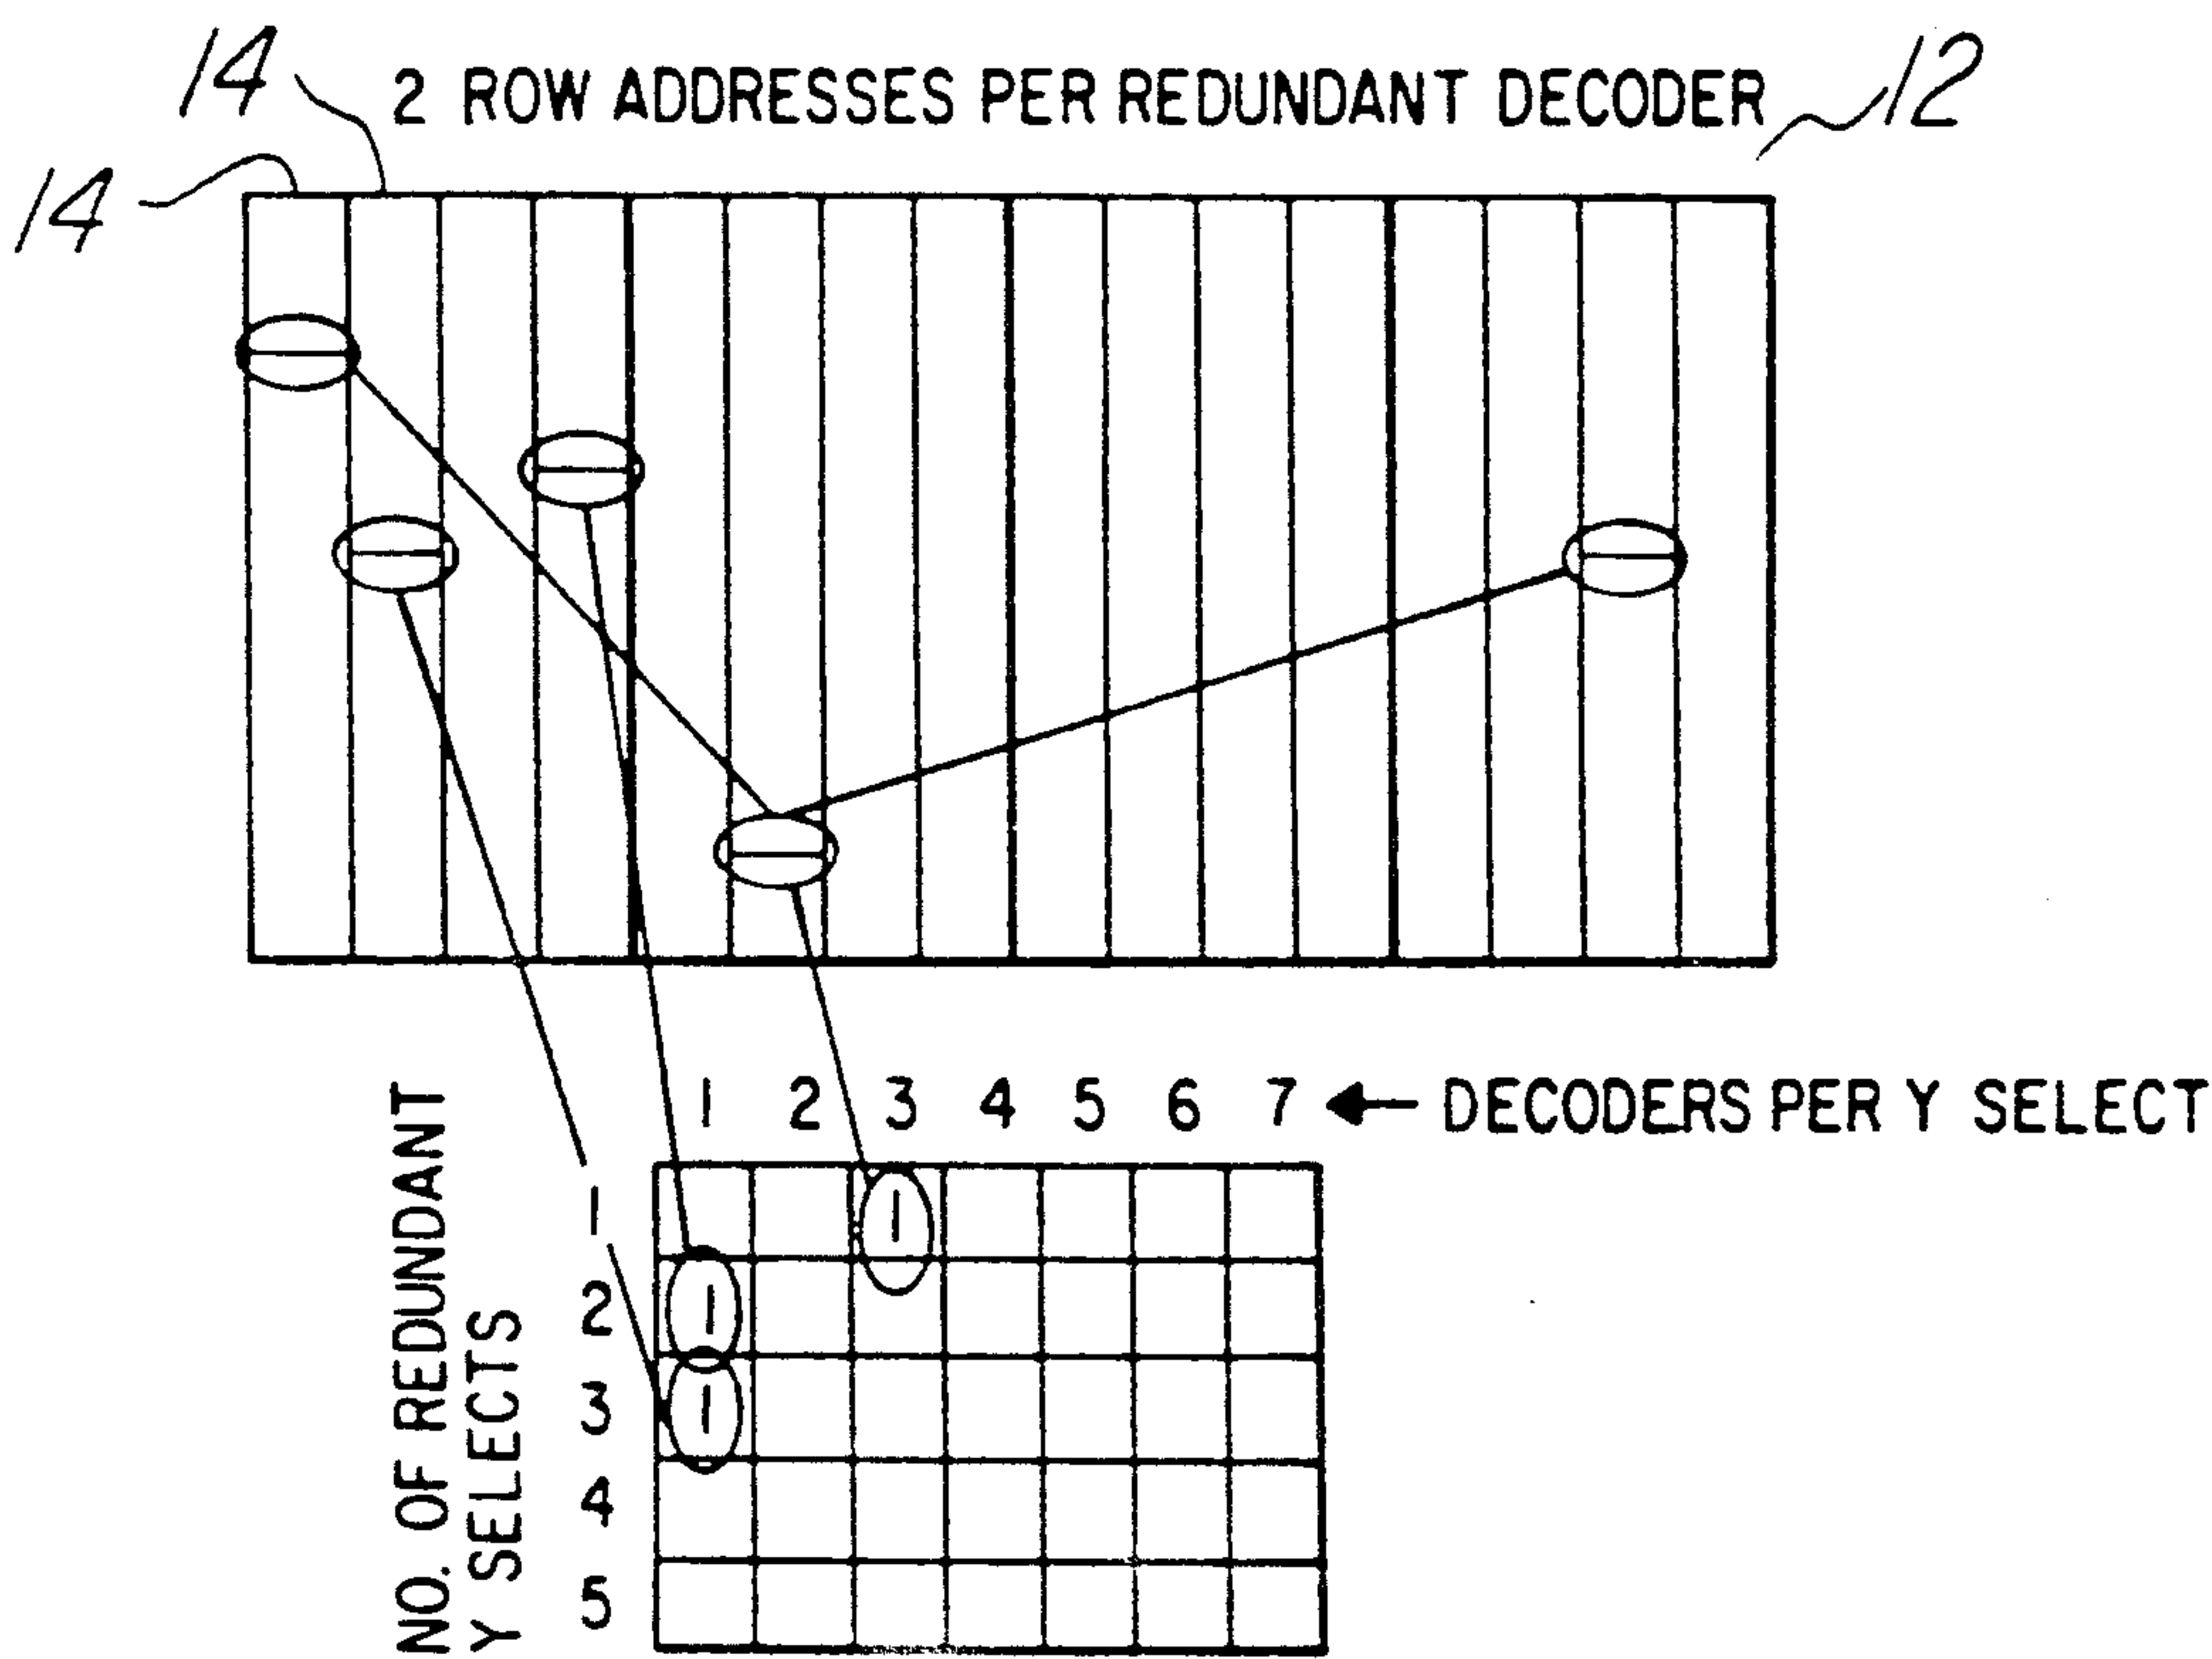 14
2 ROW ADDRESSES PER REDUNDANT DECODER
12
14
1 2 3 4 5 6 7 ← DECODERS PER Y SELECT
NO. OF REDUNDANT
Y SELECTS
1 1
2 1
3 1
4
5